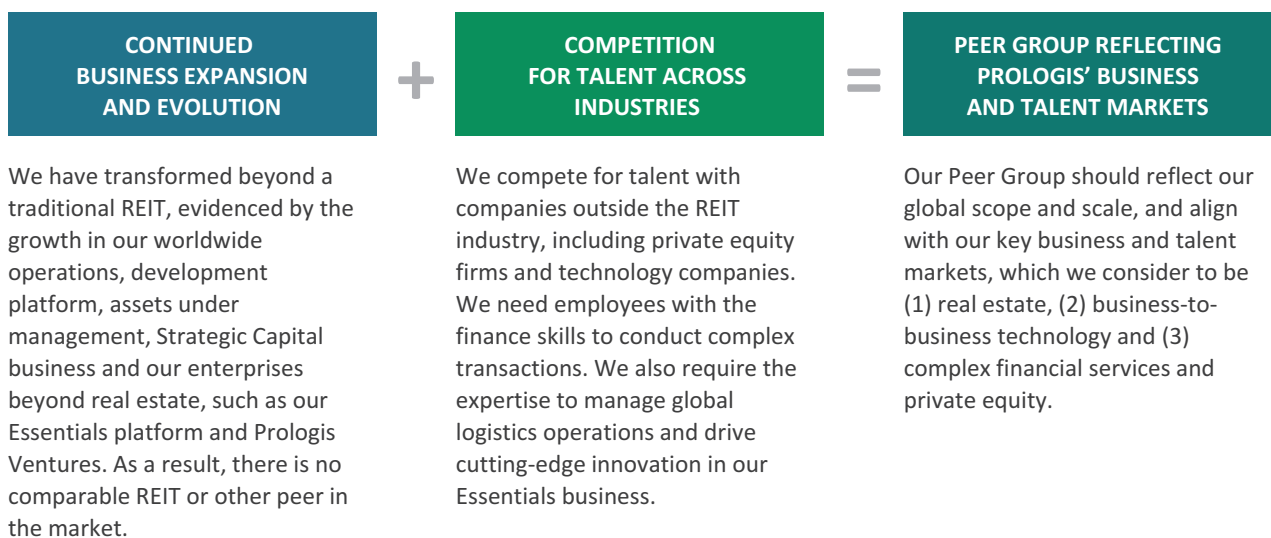 CONTINUED
BUSINESS EXPANSION
AND EVOLUTION
We have transformed beyond a
traditional REIT, evidenced by the
growth in our worldwide
operations, development
platform, assets under
management, Strategic Capital
business and our enterprises
beyond real estate, such as our
Essentials platform and Prologis
Ventures. As a result, there is no
comparable REIT or other peer in
the market.
+
COMPETITION
FOR TALENT ACROSS
INDUSTRIES
We compete for talent with
companies outside the REIT
industry, including private equity
firms and technology companies.
We need employees with the
finance skills to conduct complex
transactions. We also require the
expertise to manage global
logistics operations and drive
cutting-edge innovation in our
Essentials business.
=
PEER GROUP REFLECTING
PROLOGIS’ BUSINESS
AND TALENT MARKETS
Our Peer Group should reflect our
global scope and scale, and align
with our key business and talent
markets, which we consider to be
(1) real estate, (2) business-to-
business technology and (3)
complex financial services and
private equity.